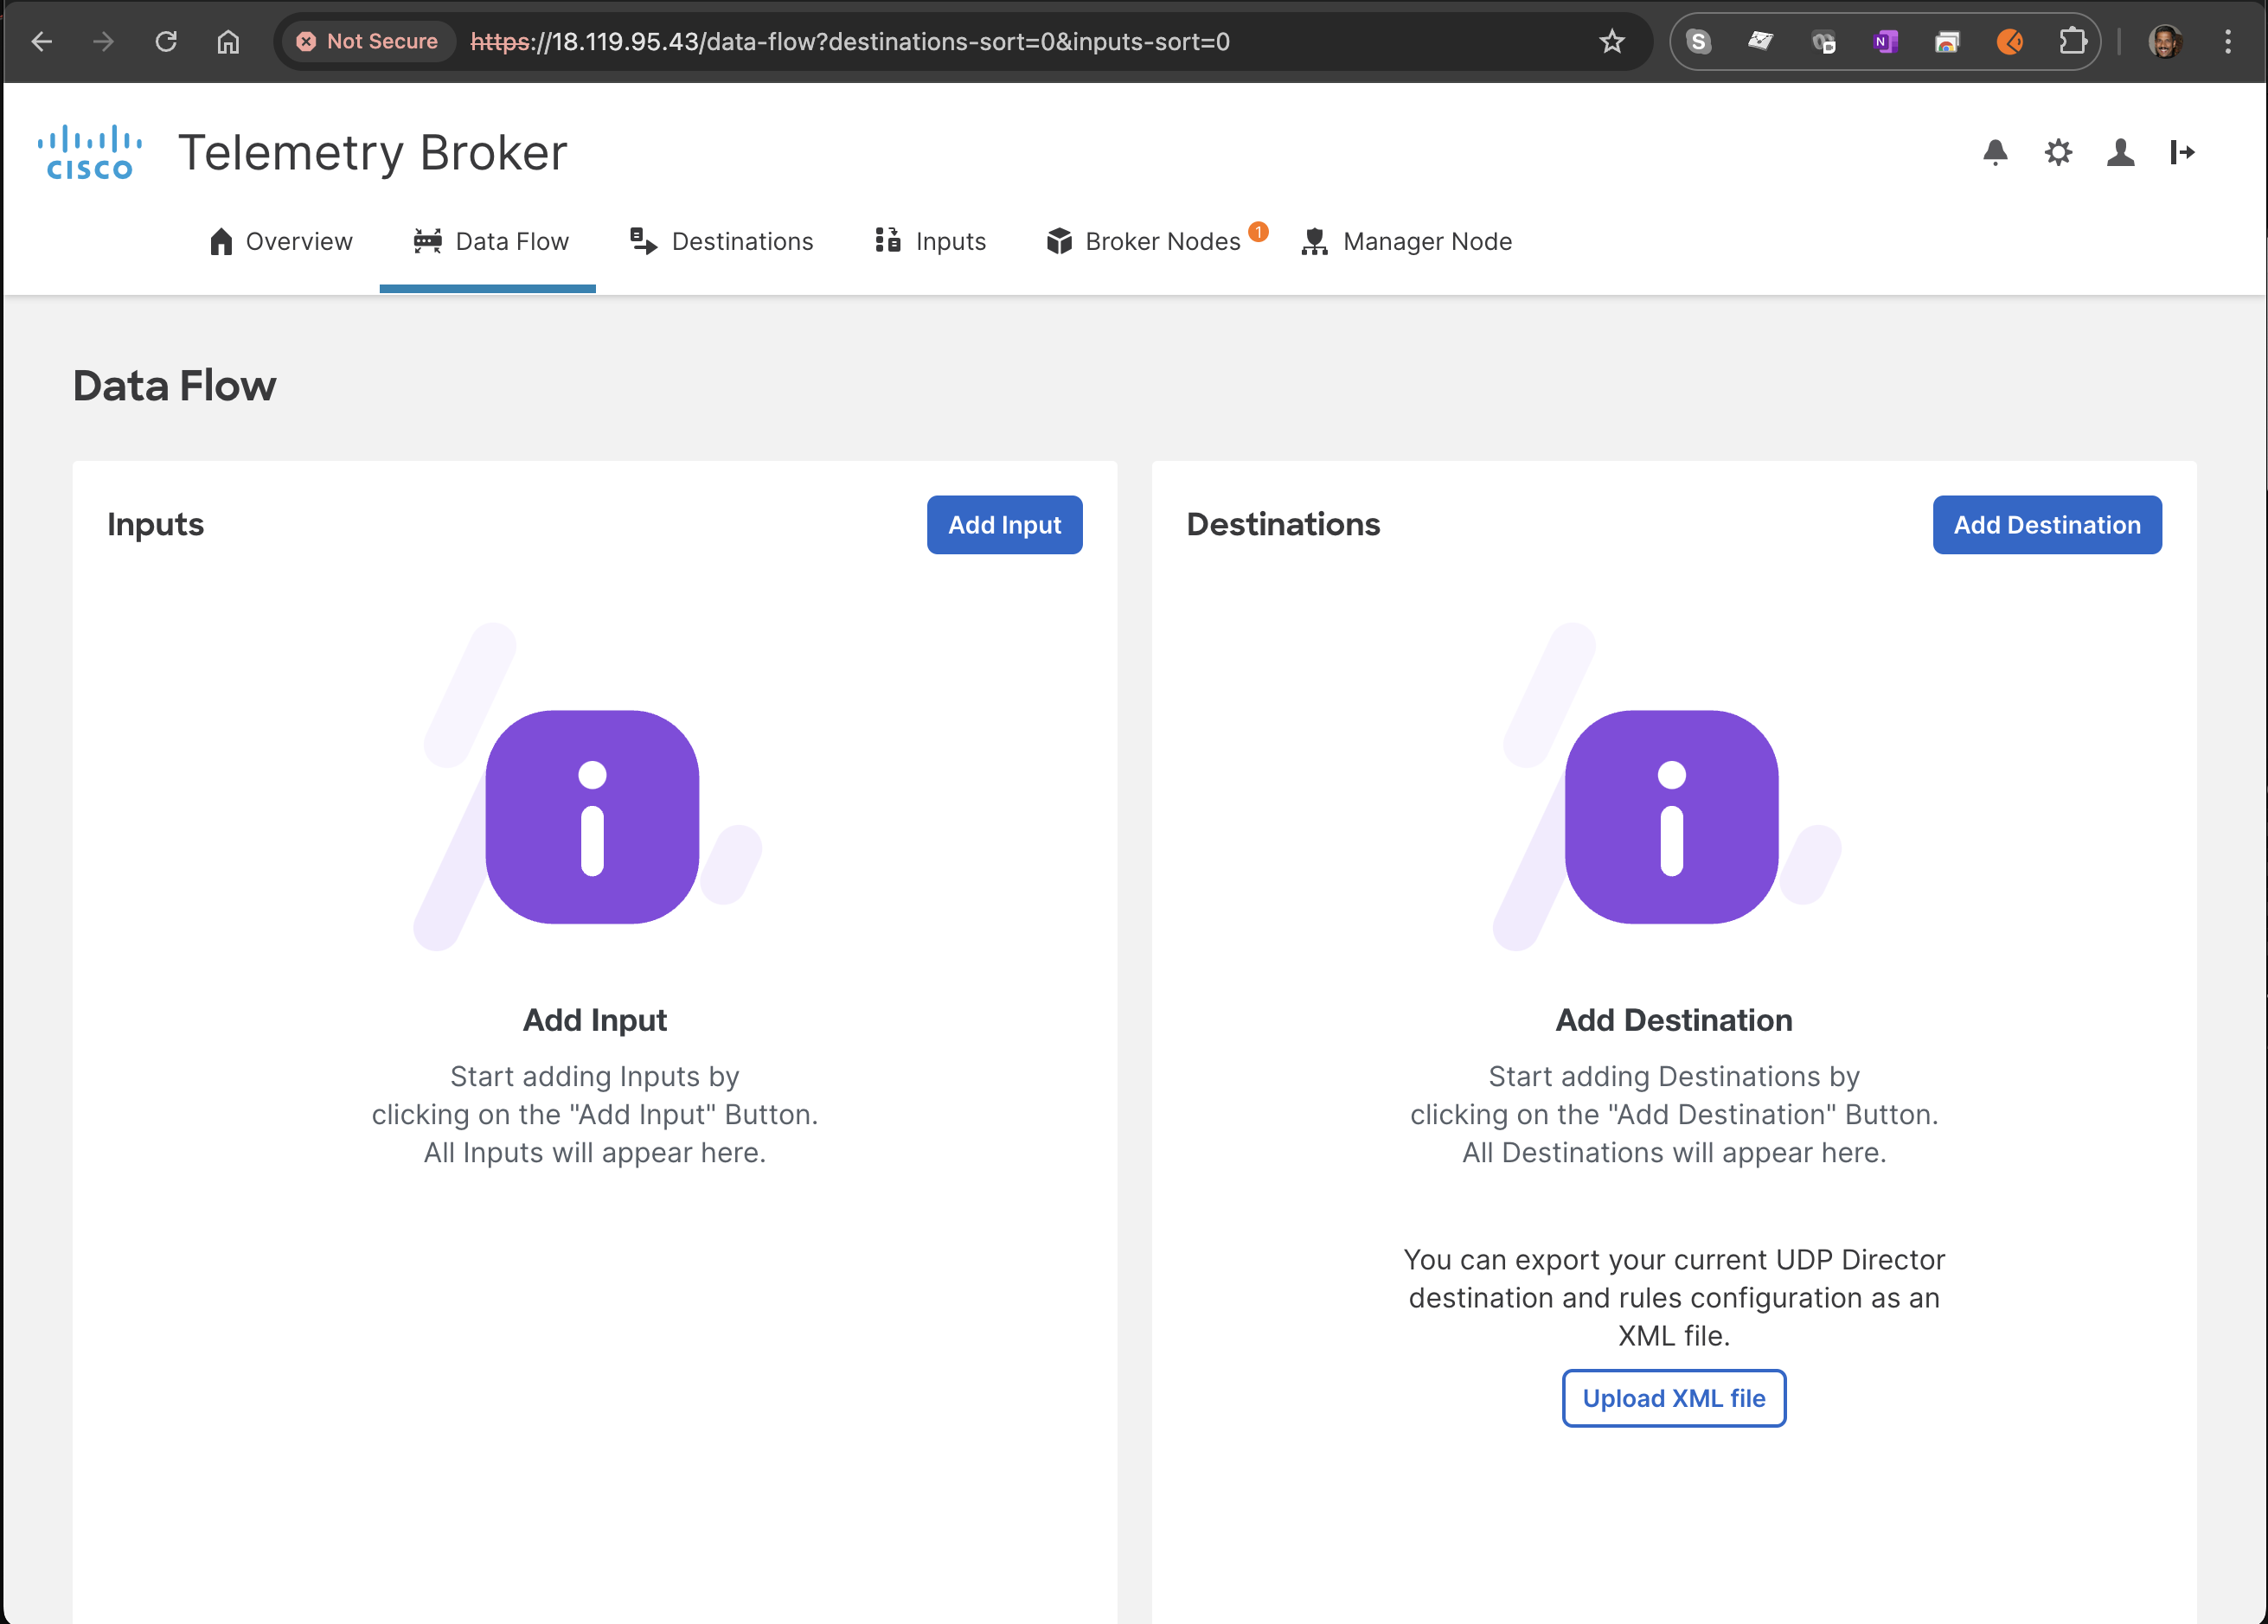 Not Secure https://18.119.95.43/data-flow?destinations-sort=0&inputs-sort=0
S N
CISCO Telemetry Broker
Overview Data Flow Destinations Inputs Broker Nodes 1 Manager Node
Data Flow
Inputs Add Input
Add Input
Start adding Inputs by
clicking on the "Add Input" Button.
All Inputs will appear here.
Destinations Add Destination
Add Destination
Start adding Destinations by
clicking on the "Add Destination" Button.
All Destinations will appear here.
You can export your current UDP Director
destination and rules configuration as an
XML file.
Upload XML file